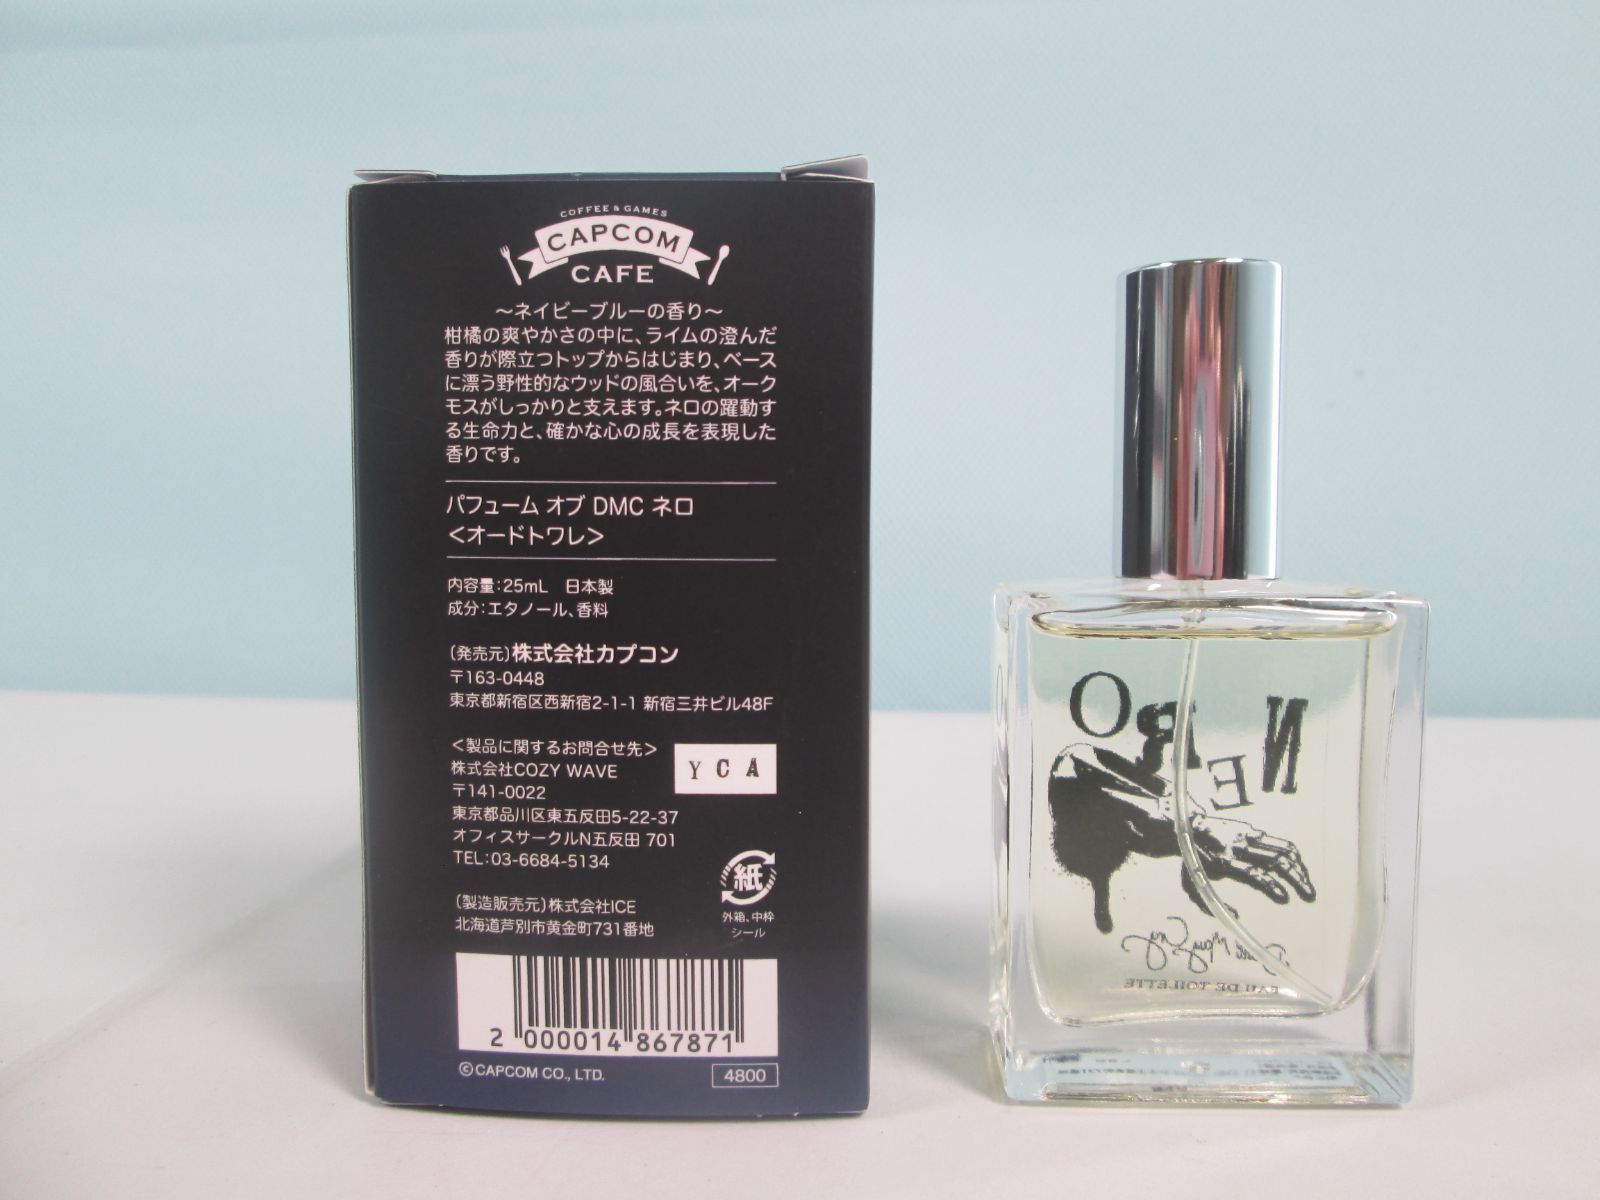 COFFEE & GAMES
CAPCOM
CAFE
～ネイビーブルーの香り～
柑橘の爽やかさの中に、ライムの澄んだ
香りが際立つトップからはじまり、ベース
に漂う野性的なウッドの風合いを、オーク
モスがしっかりと支えます。ネロの躍動す
る生命力と、確かな心の成長を表現した
香りです。
パフューム オブ DMC ネロ
＜オードトワレ＞
内容量：25mL　日本製
成分：エタノール、香料
〔発売元〕株式会社カプコン
〒163-0448
東京都新宿区西新宿2-1-1 新宿三井ビル48F
＜製品に関するお問合せ先＞
株式会社COZY WAVE
〒141-0022
東京都品川区東五反田5-22-37
オフィスサークルN五反田 701
TEL：03-6684-5134
YCA
紙
外箱、中枠
シール
〔製造販売元〕株式会社ICE
北海道芦別市黄金町731番地
2 000014 867871
©CAPCOM CO., LTD.
4800
NERO
EAU DE TOILETTE